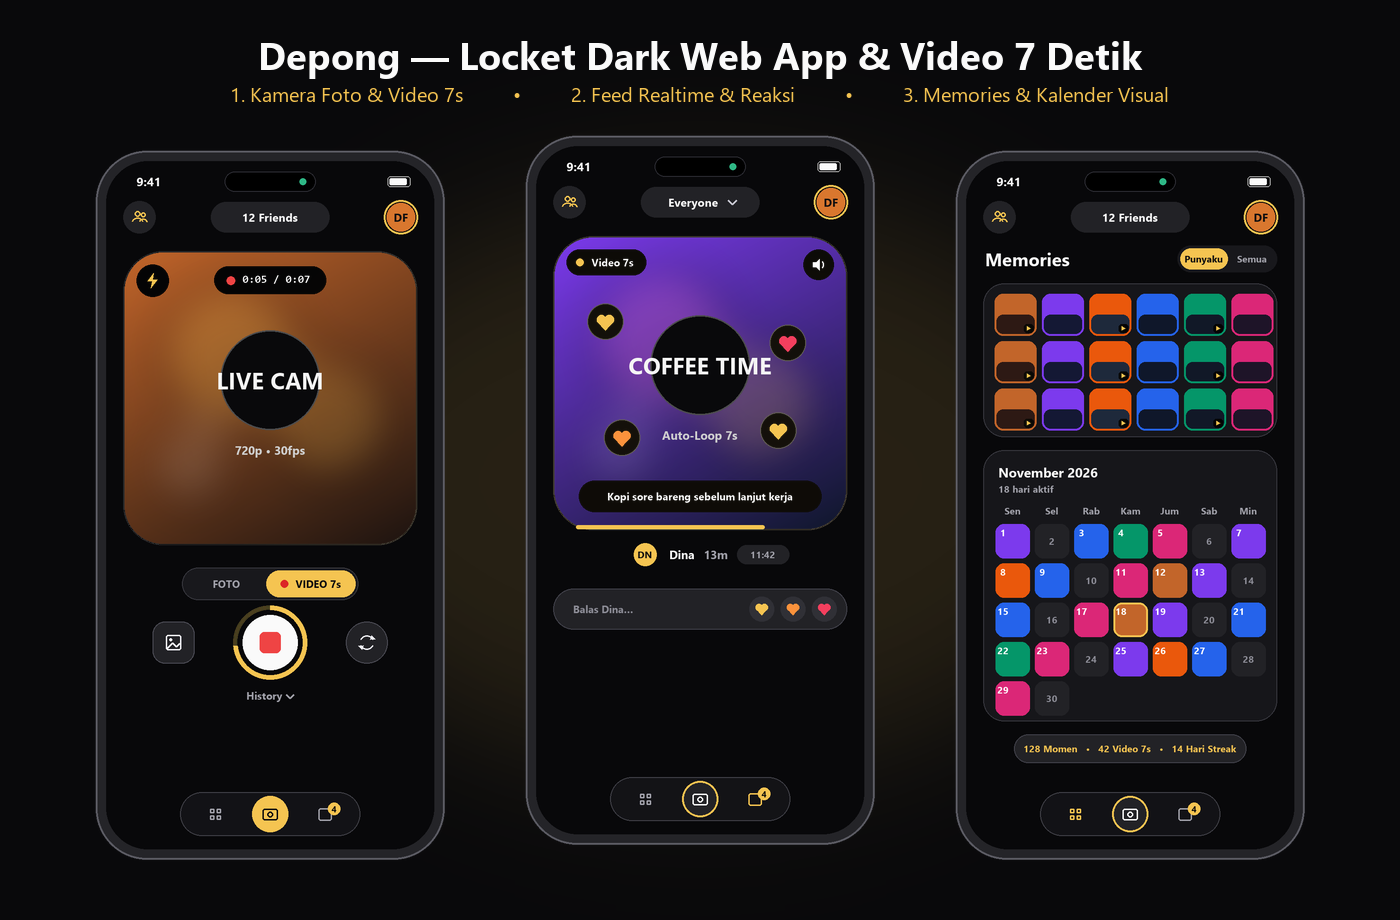 Depong — Locket Dark Web App & Video 7 Detik
1. Kamera Foto & Video 7s • 2. Feed Realtime & Reaksi • 3. Memories & Kalender Visual
9:41
12 Friends
DF
0:05 / 0:07
LIVE CAM
720p • 30fps
FOTO
VIDEO 7s
History
4
9:41
Everyone
DF
Video 7s
COFFEE TIME
Auto-Loop 7s
Kopi sore bareng sebelum lanjut kerja
DN Dina 13m 11:42
Balas Dina...
4
9:41
12 Friends
DF
Memories
Punyaku Semua
November 2026
18 hari aktif
Sen Sel Rab Kam Jum Sab Min
1 2 3 4 5 6 7
8 9 10 11 12 13 14
15 16 17 18 19 20 21
22 23 24 25 26 27 28
29 30
128 Momen • 42 Video 7s • 14 Hari Streak
4